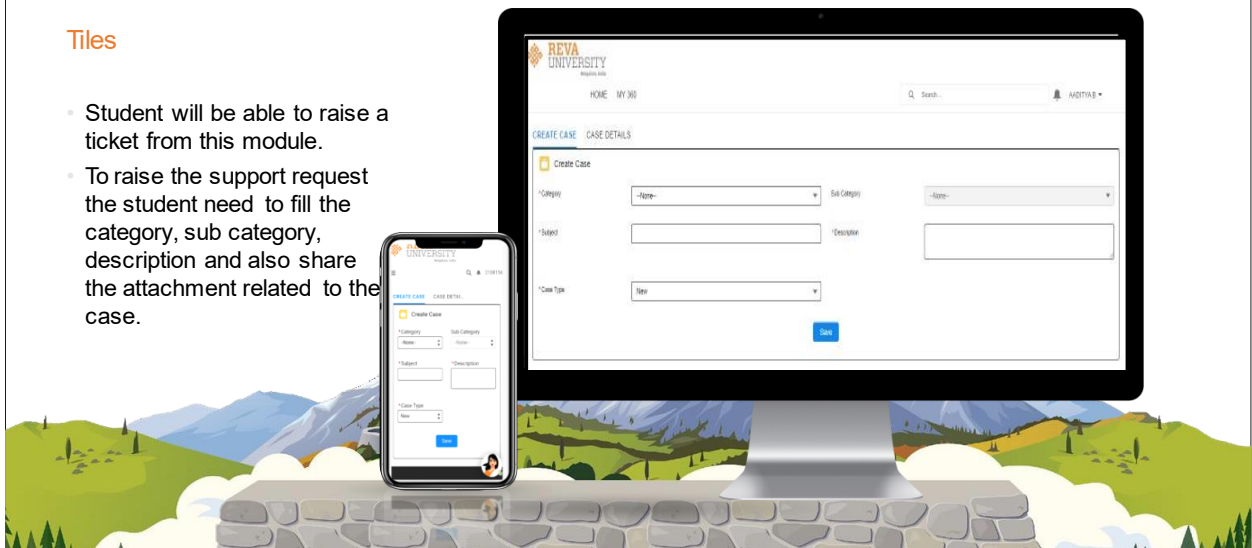 Tiles
Student will be able to raise a
ticket from this module.
To raise the support request
the student need to fill the
category, sub category,
description and also share
the attachment related to the
case.
REVA
UNIVERSITY
Bengaluru, India
HOME MY 360
Search...
AADITYA B
CREATE CASE CASE DETAILS
Create Case
*Category
--None--
Sub Category
--None--
*Subject
*Description
*Case Type
New
Save
UNIVERSITY
CREATE CASE CASE DETAI...
Create Case
*Category Sub Category
--None-- --None--
*Subject *Description
*Case Type
New
Save